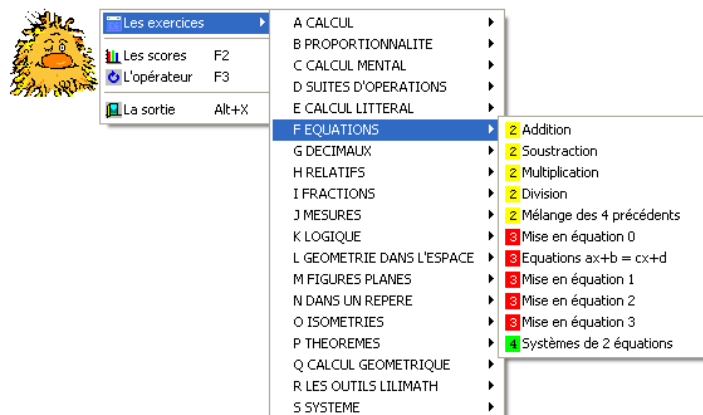 Les exercices
Les scores F2
L'opérateur F3
La sortie Alt+X
A CALCUL
B PROPORTIONNALITE
C CALCUL MENTAL
D SUITES D'OPERATIONS
E CALCUL LITTERAL
F EQUATIONS
G DECIMAUX
H RELATIFS
I FRACTIONS
J MESURES
K LOGIQUE
L GEOMETRIE DANS L'ESPACE
M FIGURES PLANES
N DANS UN REPERE
O ISOMETRIES
P THEOREMES
Q CALCUL GEOMETRIQUE
R LES OUTILS LILIMATH
S SYSTEME
2 Addition
2 Soustraction
2 Multiplication
2 Division
2 Mélange des 4 précédents
3 Mise en équation 0
3 Equations ax+b = cx+d
3 Mise en équation 1
3 Mise en équation 2
3 Mise en équation 3
4 Systèmes de 2 équations